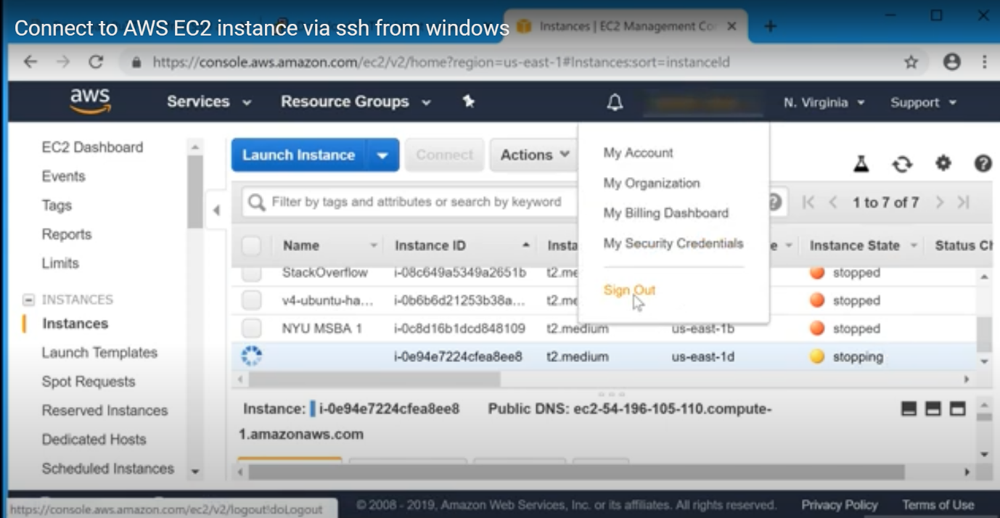 Connect to AWS EC2 instance via ssh from windows
Instances | EC2 Management Co
https://console.aws.amazon.com/ec2/v2/home?region=us-east-1#Instances:sort=instanceId
aws Services Resource Groups N. Virginia Support
EC2 Dashboard
Events
Tags
Reports
Limits
INSTANCES
Instances
Launch Templates
Spot Requests
Reserved Instances
Dedicated Hosts
Scheduled Instances
Launch Instance Connect Actions
My Account
My Organization
My Billing Dashboard
My Security Credentials
Sign Out
Filter by tags and attributes or search by keyword 1 to 7 of 7
Name Instance ID Insta e Instance State Status Ch
StackOverflow i-08c649a5349a2651b t2.me stopped
v4-ubuntu-ha... i-0b6b6d21253b38a... t2.me stopped
NYU MSBA 1 i-0c8d16b1dcd848109 t2.medium us-east-1b stopped
i-0e94e7224cfea8ee8 t2.medium us-east-1d stopping
Instance: i-0e94e7224cfea8ee8 Public DNS: ec2-54-196-105-110.compute-
1.amazonaws.com
https://console.aws.amazon.com/ec2/v2/logout!doLogout
© 2008 - 2019, Amazon Web Services, Inc. or its affiliates. All rights reserved. Privacy Policy Terms of Use